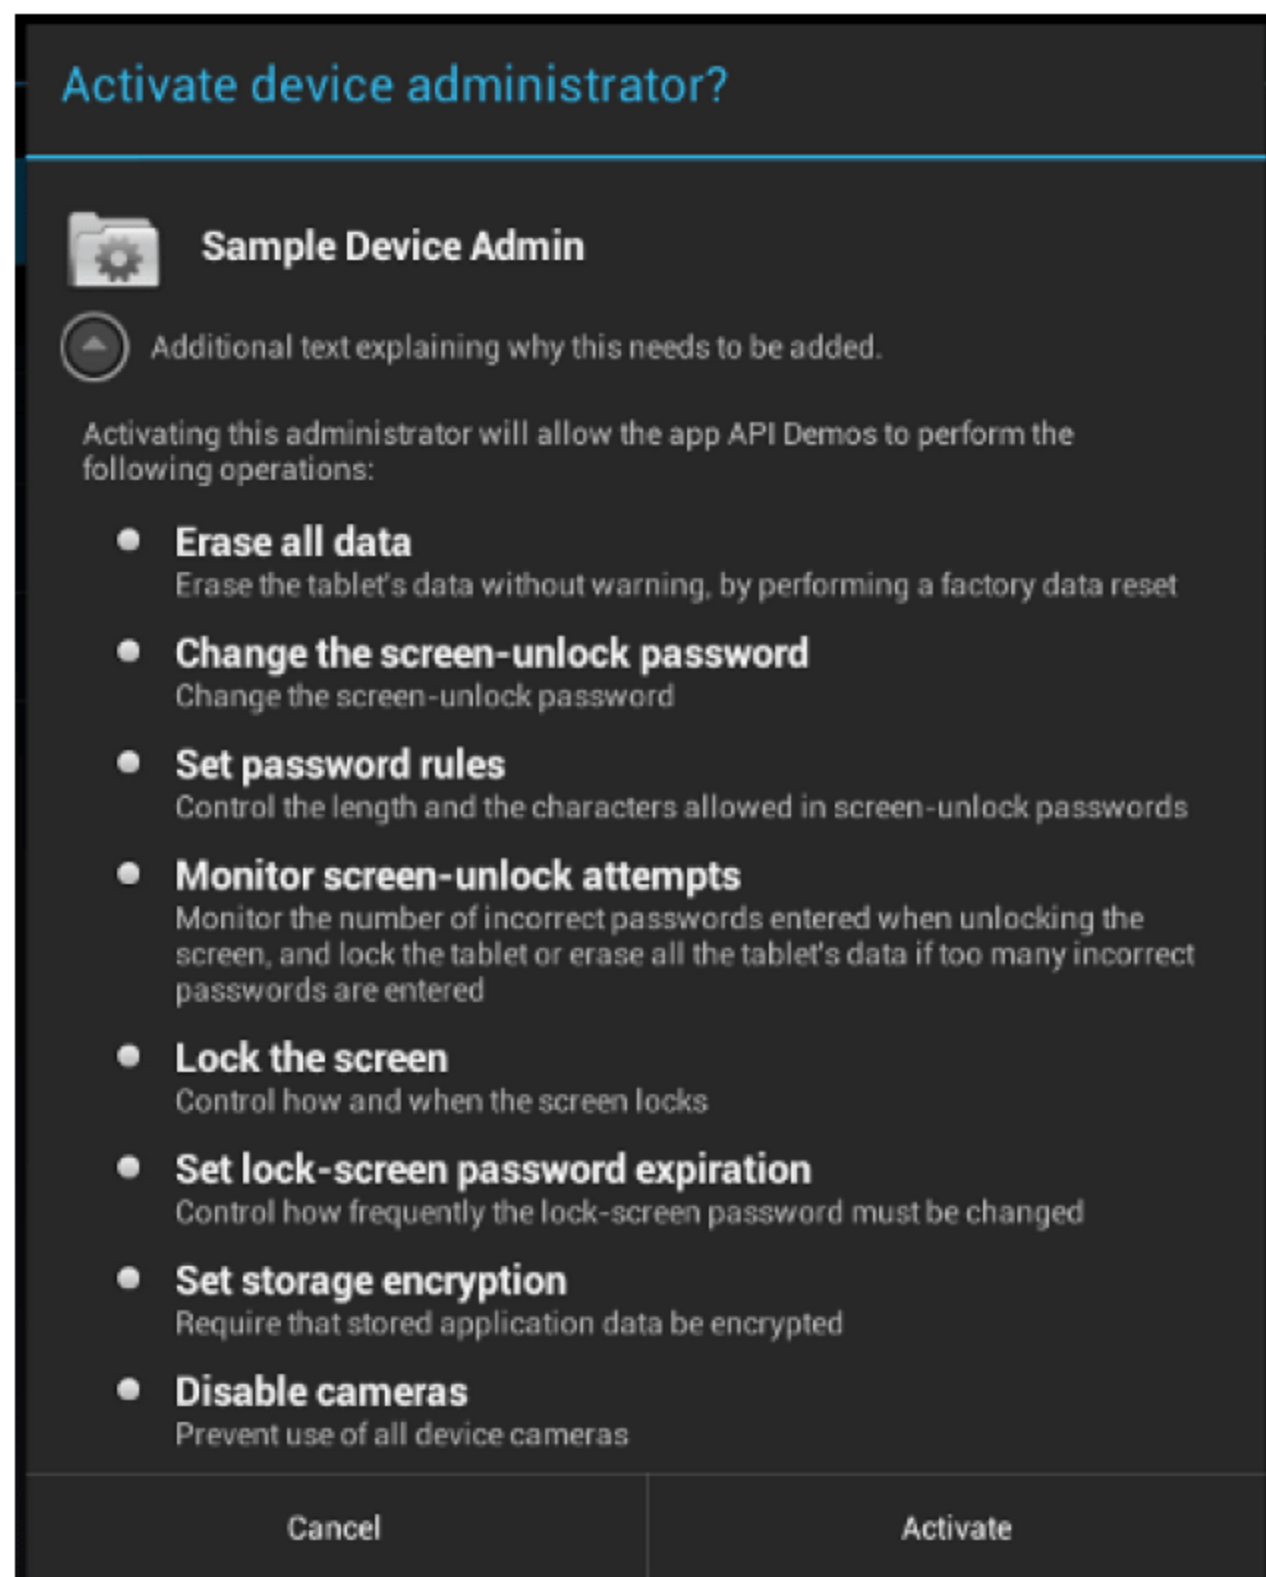 Activate device administrator?
Sample Device Admin
Additional text explaining why this needs to be added.
Activating this administrator will allow the app API Demos to perform the
following operations:
Erase all data
Erase the tablet's data without warning, by performing a factory data reset
Change the screen-unlock password
Change the screen-unlock password
Set password rules
Control the length and the characters allowed in screen-unlock passwords
Monitor screen-unlock attempts
Monitor the number of incorrect passwords entered when unlocking the
screen, and lock the tablet or erase all the tablet's data if too many incorrect
passwords are entered
Lock the screen
Control how and when the screen locks
Set lock-screen password expiration
Control how frequently the lock-screen password must be changed
Set storage encryption
Require that stored application data be encrypted
Disable cameras
Prevent use of all device cameras
Cancel
Activate